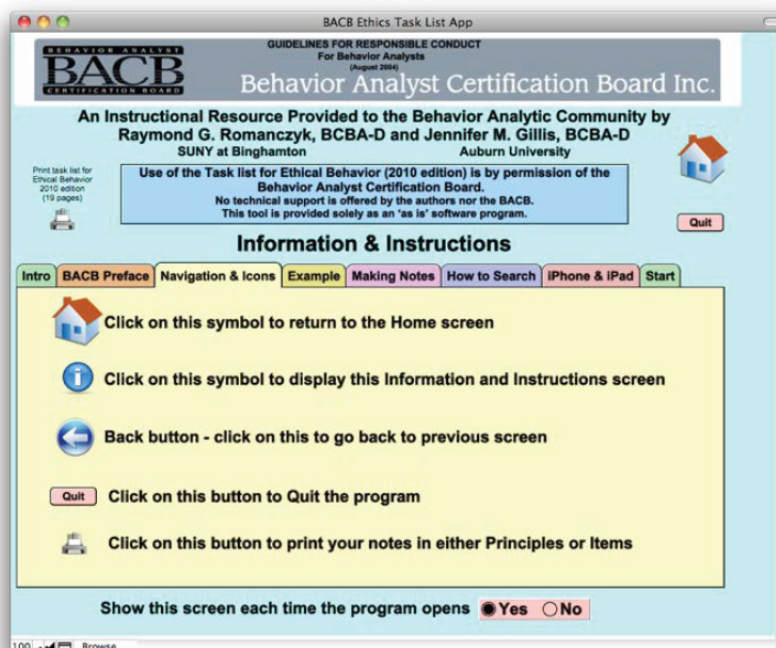 BACB Ethics Task List App
BEHAVIOR ANALYST
BACB
CERTIFICATION BOARD
GUIDELINES FOR RESPONSIBLE CONDUCT
For Behavior Analysts
(August 2004)
Behavior Analyst Certification Board Inc.
An Instructional Resource Provided to the Behavior Analytic Community by
Raymond G. Romanczyk, BCBA-D and Jennifer M. Gillis, BCBA-D
SUNY at Binghamton Auburn University
Print task list for
Ethical Behavior
2010 edition
(19 pages)
Use of the Task list for Ethical Behavior (2010 edition) is by permission of the
Behavior Analyst Certification Board.
No technical support is offered by the authors nor the BACB.
This tool is provided solely as an 'as is' software program.
Quit
Information & Instructions
Intro BACB Preface Navigation & Icons Example Making Notes How to Search iPhone & iPad Start
Click on this symbol to return to the Home screen
Click on this symbol to display this Information and Instructions screen
Back button - click on this to go back to previous screen
Quit Click on this button to Quit the program
Click on this button to print your notes in either Principles or Items
Show this screen each time the program opens Yes No
100 Browse